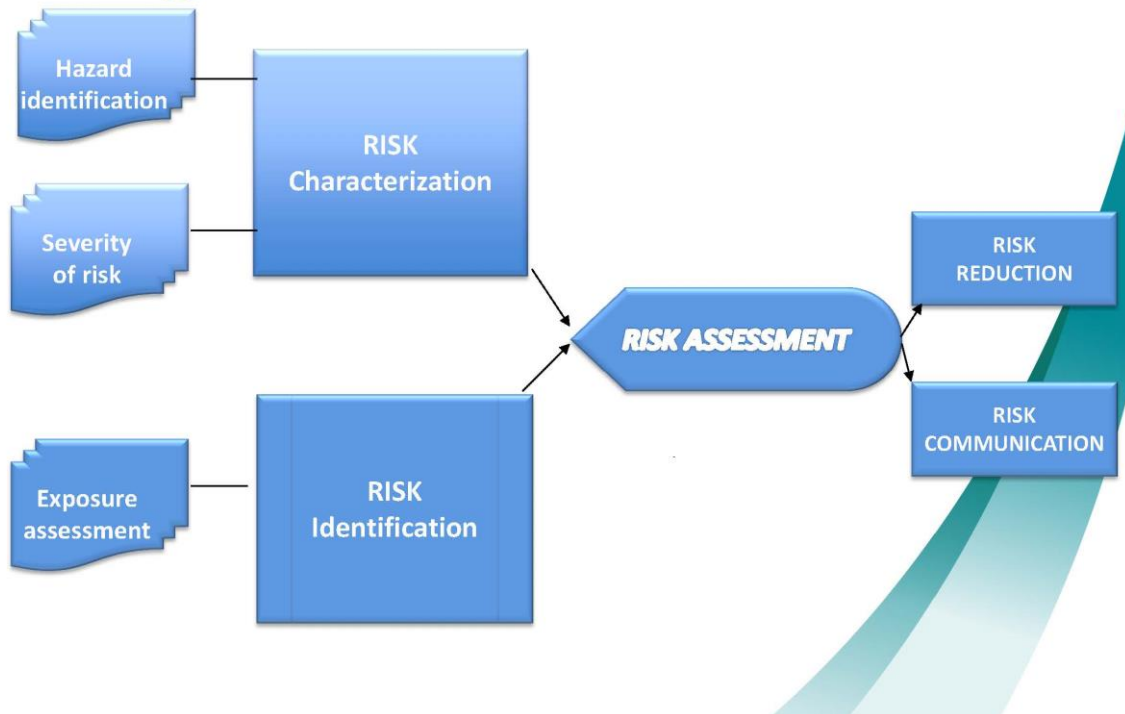 Hazard
identification
RISK
Characterization
Severity
of risk
RISK
REDUCTION
RISK ASSESSMENT
RISK
COMMUNICATION
Exposure
assessment
RISK
Identification